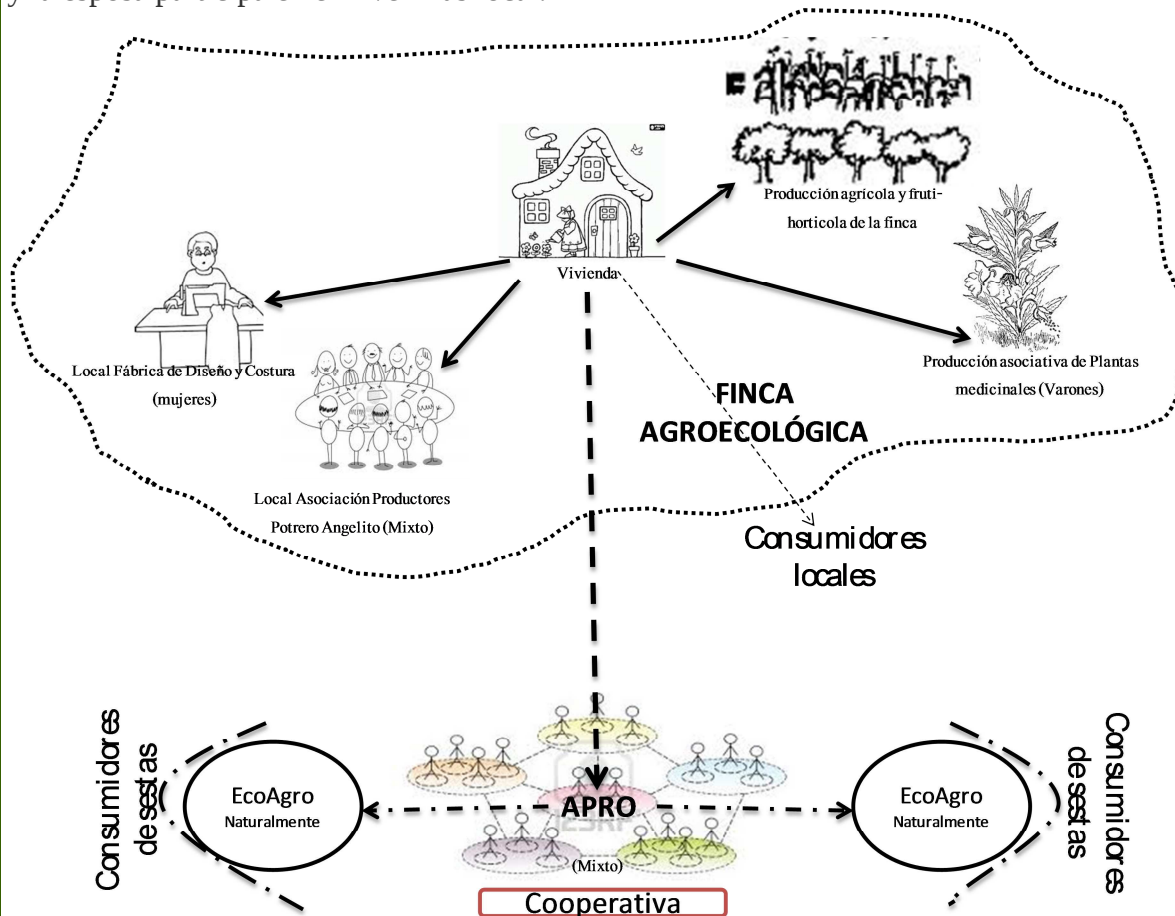 Producción agrícola y fruti-
horticola de la finca
Vivienda
Local Fábrica de Diseño y Costura
(mujeres)
Producción asociativa de Plantas
medicinales (Varones)
FINCA
AGROECOLÓGICA
Local Asociación Productores
Potrero Angelito (Mixto)
Consumidores
locales
Consumidores
de sestas
EcoAgro
Naturalmente
APRO
(Mixto)
EcoAgro
Naturalmente
Consumidores
de sestas
Cooperativa